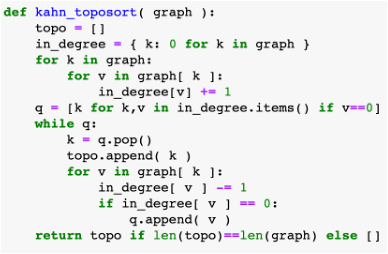 def kahn_toposort( graph ):
    topo = []
    in_degree = { k: 0 for k in graph }
    for k in graph:
        for v in graph[ k ]:
            in_degree[v] += 1
    q = [k for k,v in in_degree.items() if v==0]
    while q:
        k = q.pop()
        topo.append( k )
        for v in graph[ k ]:
            in_degree[ v ] -= 1
            if in_degree[ v ] == 0:
                q.append( v )
    return topo if len(topo)==len(graph) else []